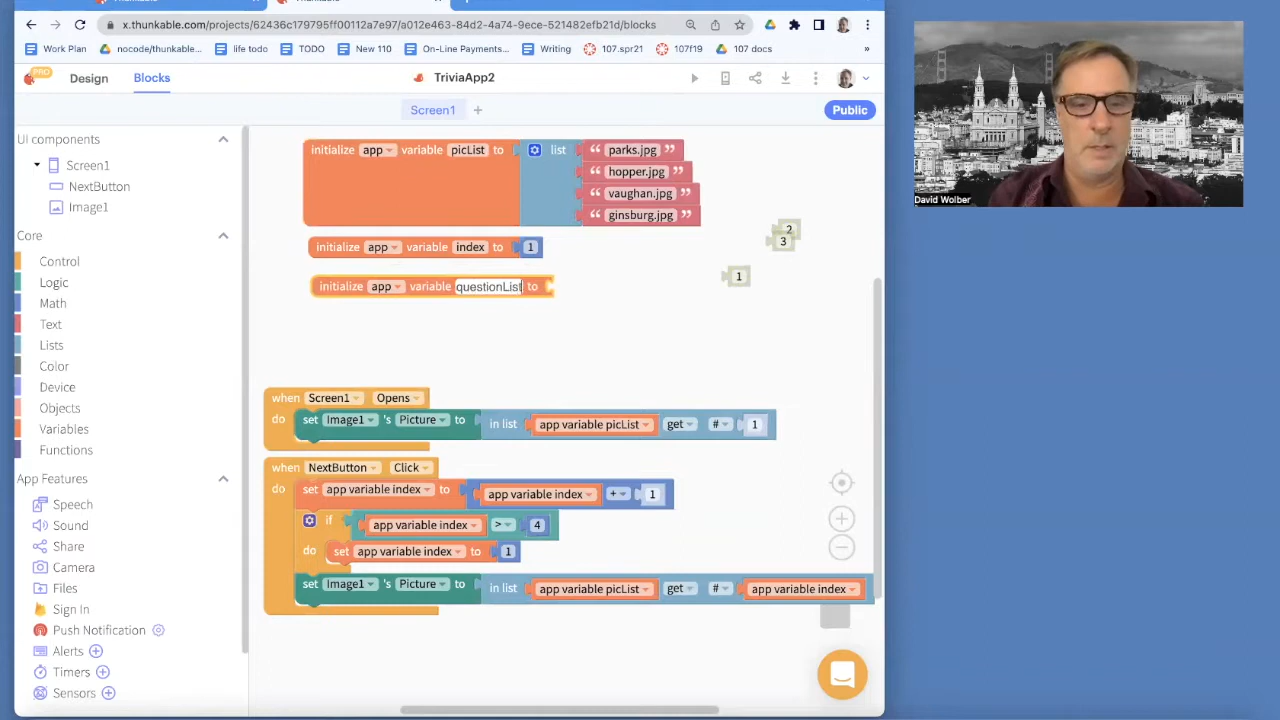 x.thunkable.com/projects/62436c179795ff00112a7e97/a012e463-84d2-4a74-9ece-521482efb21d/blocks
Work Plan nocode/thunkable... life todo TODO New 110 On-Line Payments... Writing 107.spr21 107f19 107 docs »
PRO Design Blocks TriviaApp2
Screen1 + Public
UI components
Screen1
NextButton
Image1
Core
Control
Logic
Math
Text
Lists
Color
Device
Objects
Variables
Functions
App Features
Speech
Sound
Share
Camera
Files
Sign In
Push Notification
Alerts
Timers
Sensors
initialize app variable picList to list “ parks.jpg ”
“ hopper.jpg ”
“ vaughan.jpg ”
“ ginsburg.jpg ”
initialize app variable index to 1
initialize app variable questionList to
2
3
1
when Screen1 Opens
do set Image1 's Picture to in list app variable picList get # 1
when NextButton Click
do set app variable index to app variable index + 1
if app variable index > 4
do set app variable index to 1
set Image1 's Picture to in list app variable picList get # app variable index
David Wolber